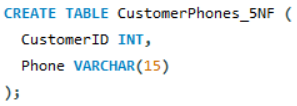 CREATE TABLE CustomerPhones_5NF (
  CustomerID INT,
  Phone VARCHAR(15)
);